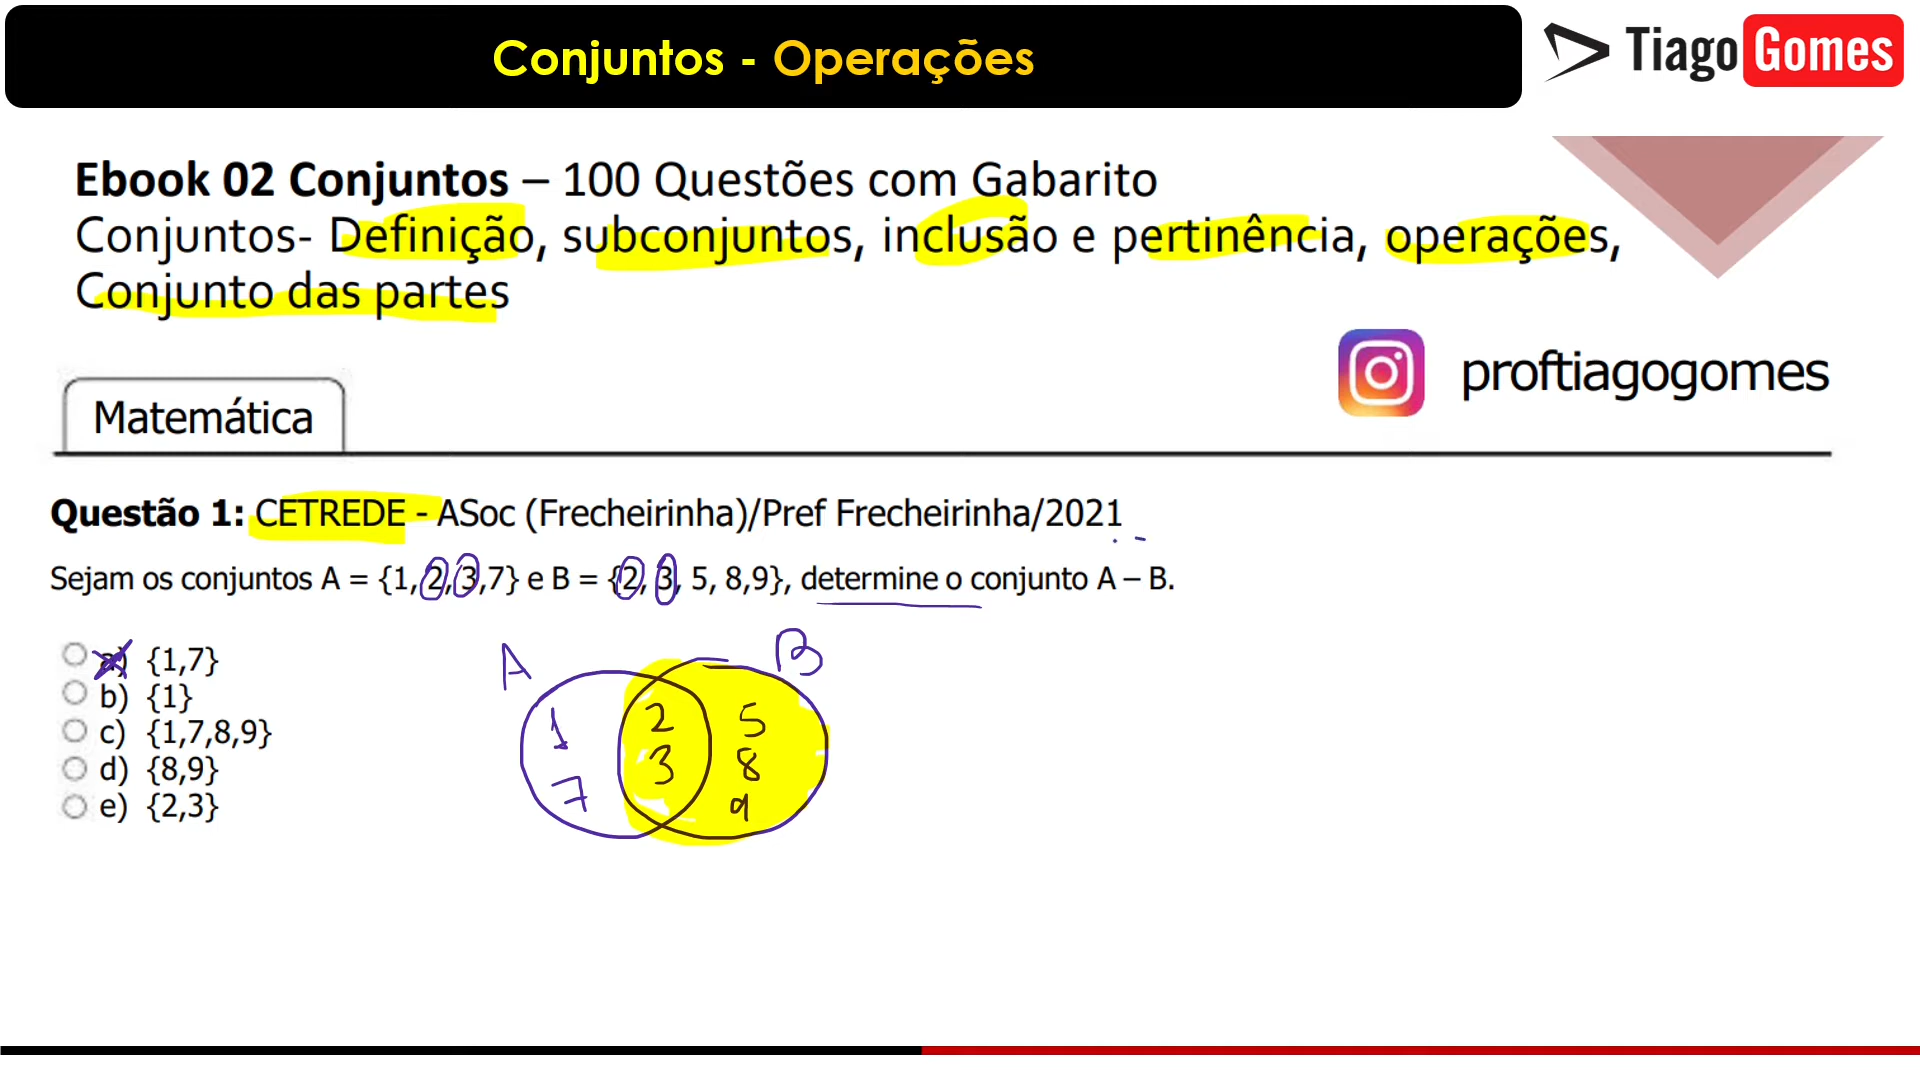 Conjuntos - Operações
Tiago Gomes
Ebook 02 Conjuntos – 100 Questões com Gabarito
Conjuntos- Definição, subconjuntos, inclusão e pertinência, operações,
Conjunto das partes
proftiagogomes
Matemática
Questão 1: CETREDE - ASoc (Frecheirinha)/Pref Frecheirinha/2021
Sejam os conjuntos A = {1, 2, 3,7} e B = {2, 3, 5, 8,9}, determine o conjunto A – B.
a) {1,7}
b) {1}
c) {1,7,8,9}
d) {8,9}
e) {2,3}
A B
1 2 5
3 8
7 9